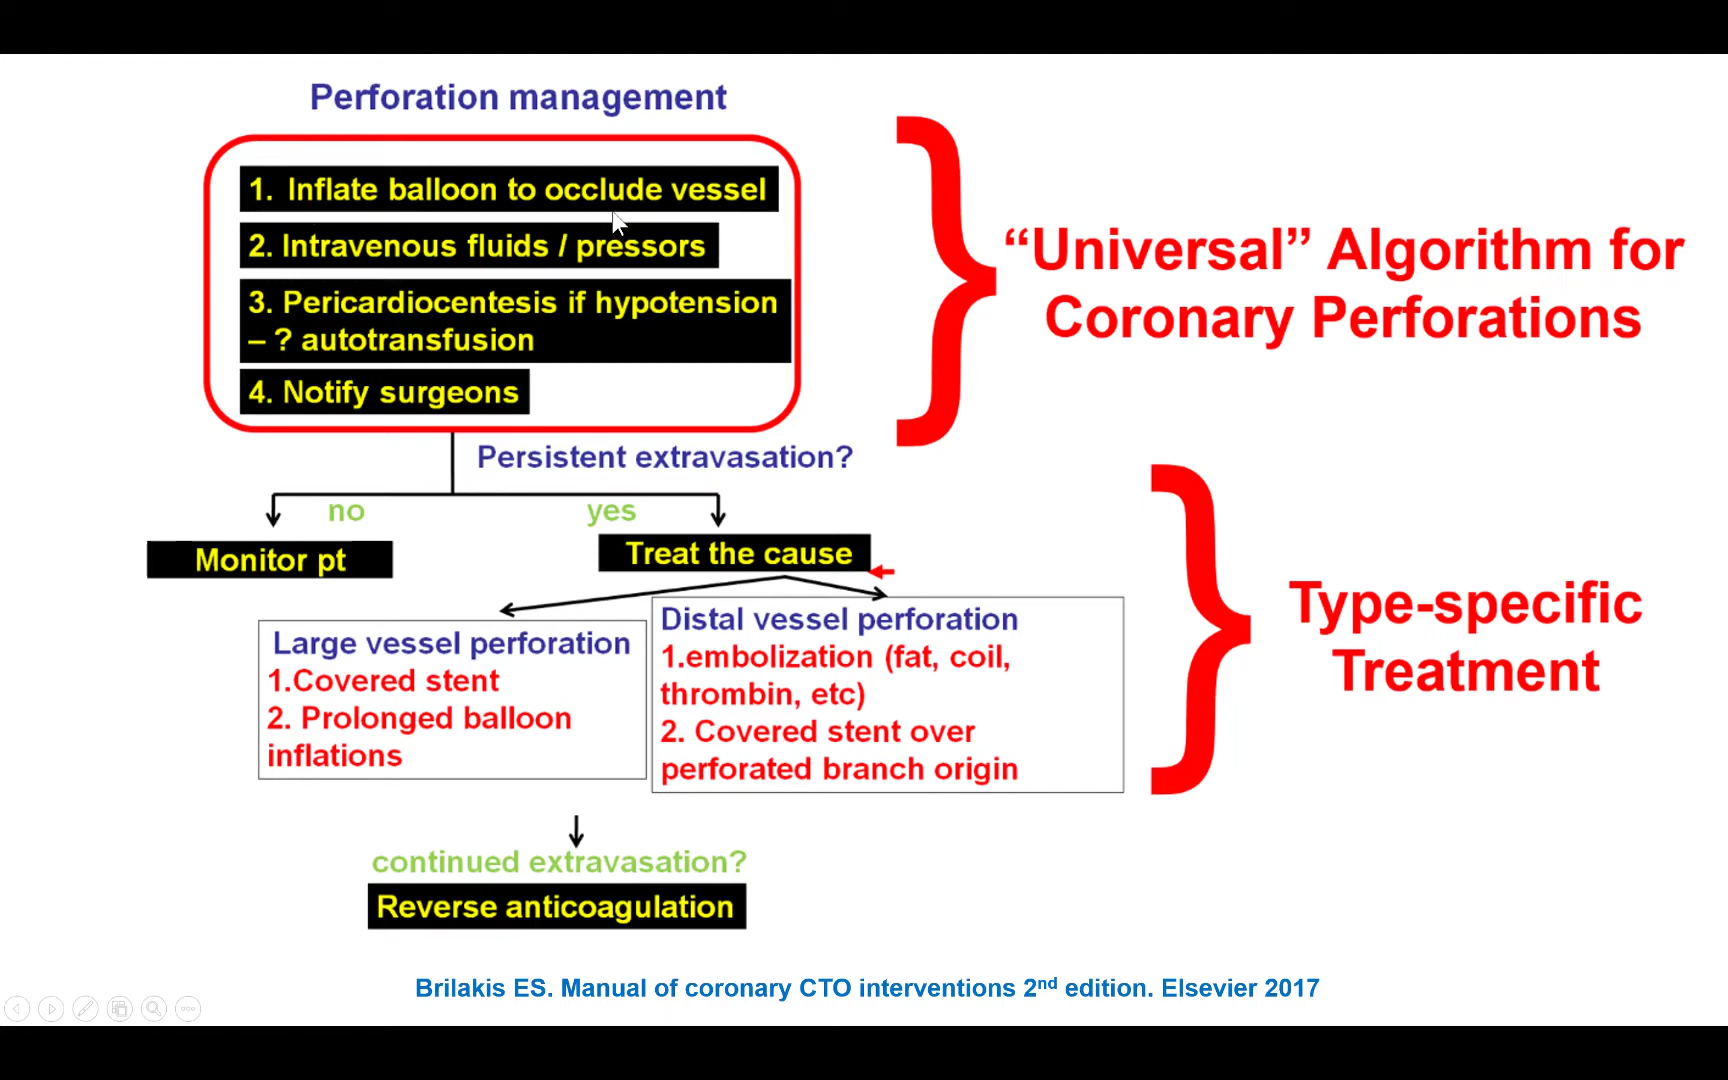 Perforation management
1. Inflate balloon to occlude vessel
2. Intravenous fluids / pressors
3. Pericardiocentesis if hypotension
– ? autotransfusion
4. Notify surgeons
“Universal” Algorithm for
Coronary Perforations
Persistent extravasation?
no
yes
Monitor pt
Treat the cause
Large vessel perforation
1.Covered stent
2. Prolonged balloon
inflations
Distal vessel perforation
1.embolization (fat, coil,
thrombin, etc)
2. Covered stent over
perforated branch origin
Type-specific
Treatment
continued extravasation?
Reverse anticoagulation
Brilakis ES. Manual of coronary CTO interventions 2nd edition. Elsevier 2017